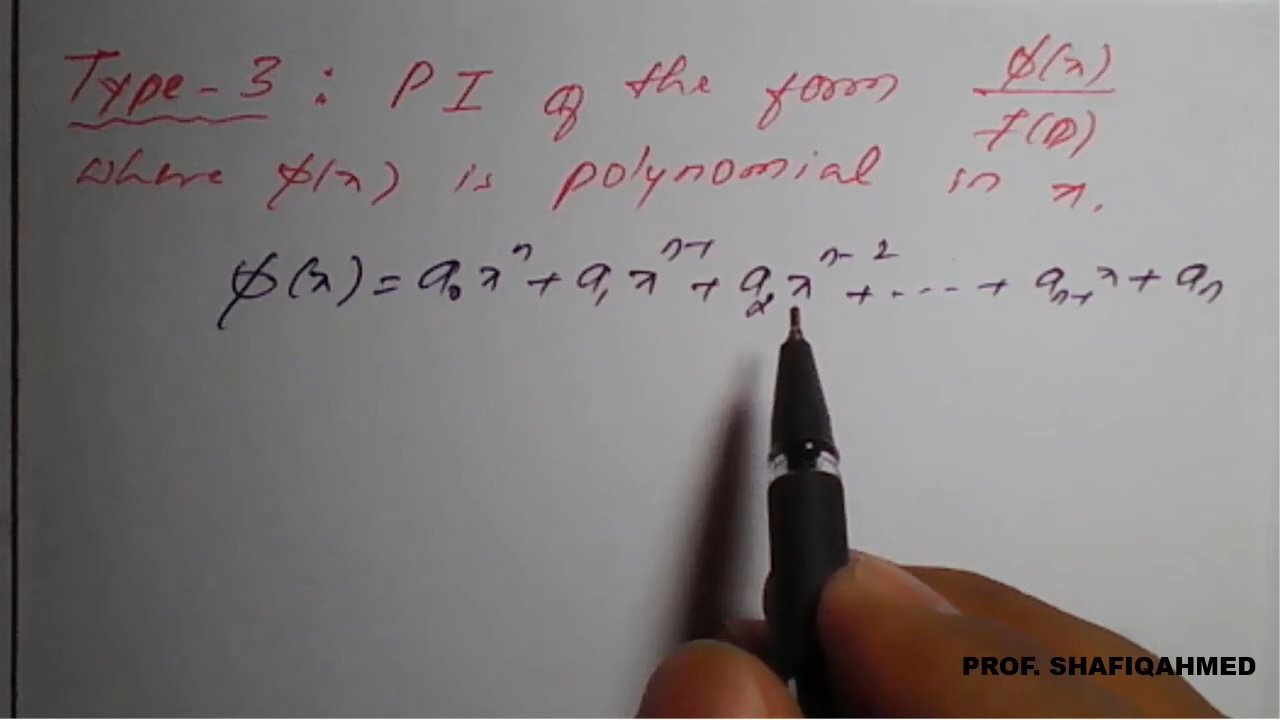 Type-3 : PI of the form ϕ(x)/f(D)
where ϕ(x) is polynomial in x.
ϕ(x) = a₀xⁿ + a₁xⁿ⁻¹ + a₂xⁿ⁻² + ---- + aₙ₋₁x + aₙ
PROF. SHAFIQAHMED